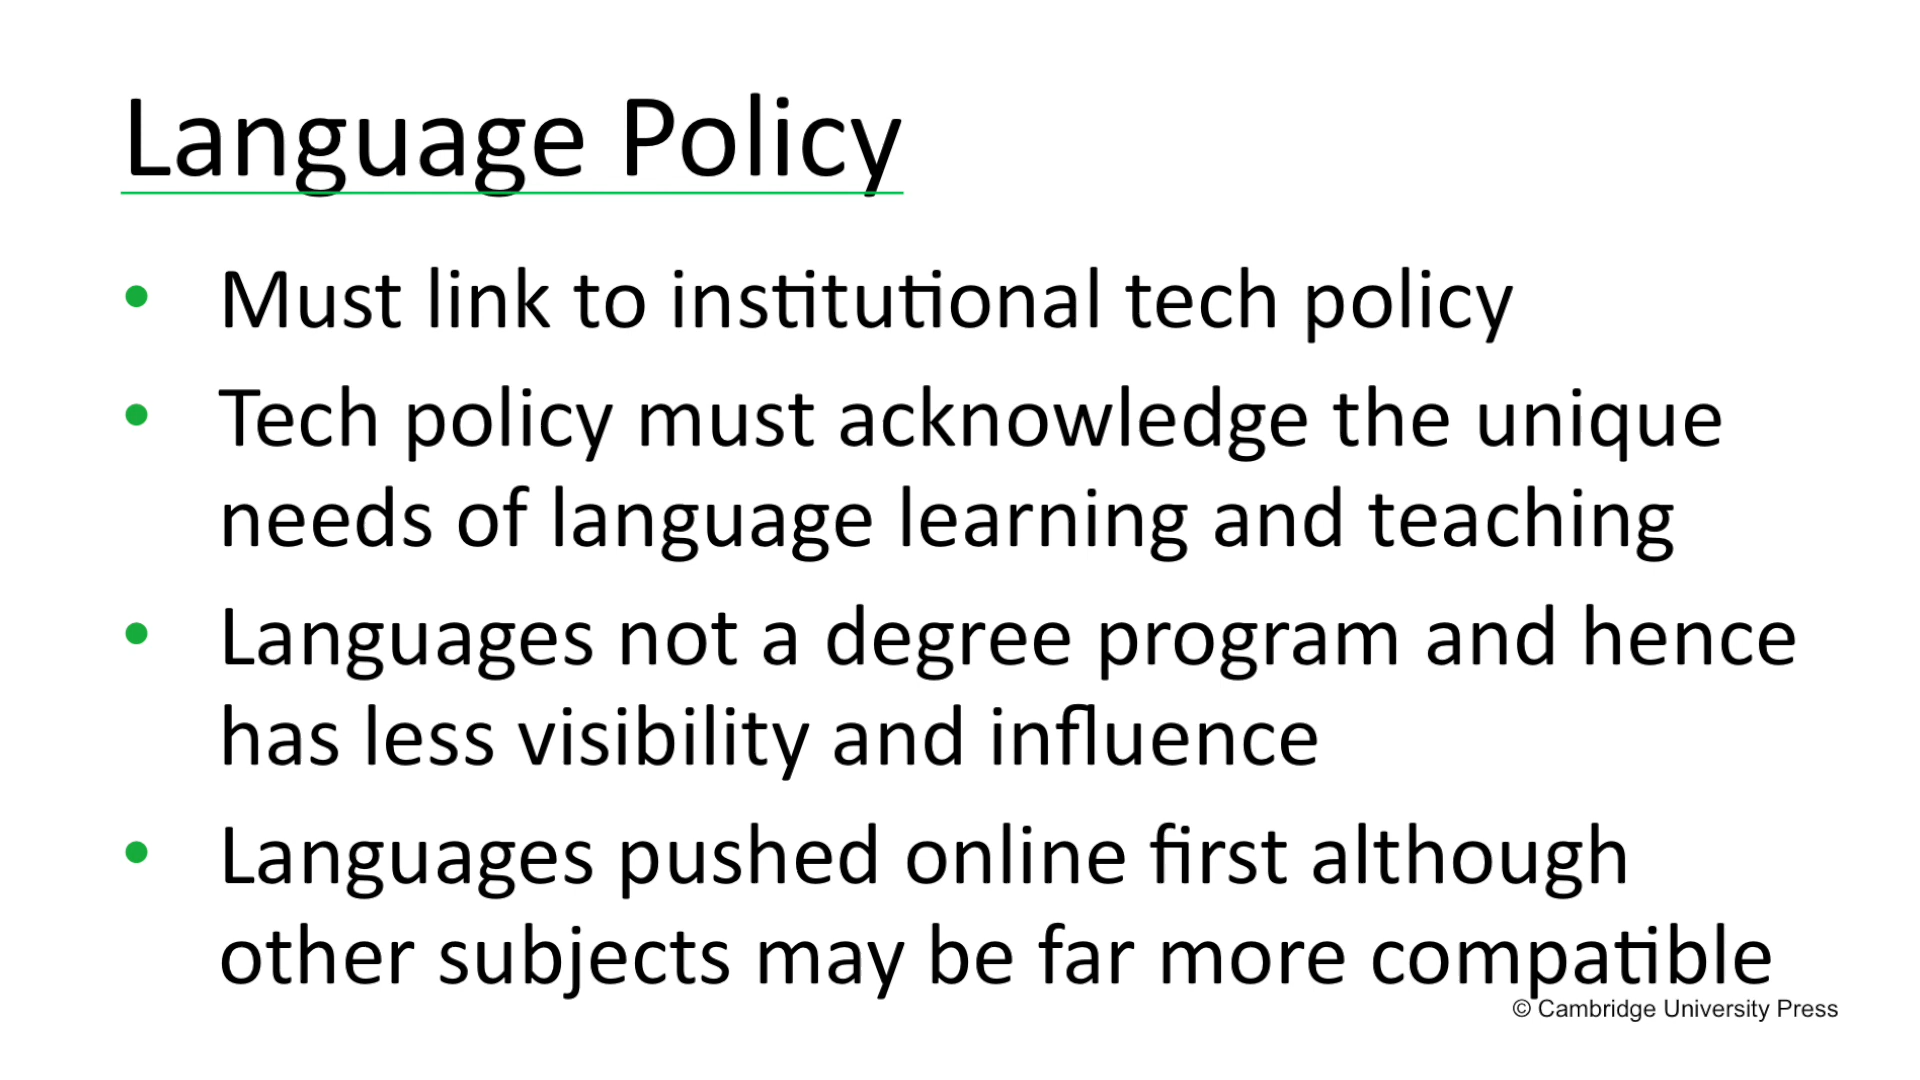 Language Policy
• Must link to institutional tech policy
• Tech policy must acknowledge the unique
needs of language learning and teaching
• Languages not a degree program and hence
has less visibility and influence
• Languages pushed online first although
other subjects may be far more compatible
© Cambridge University Press